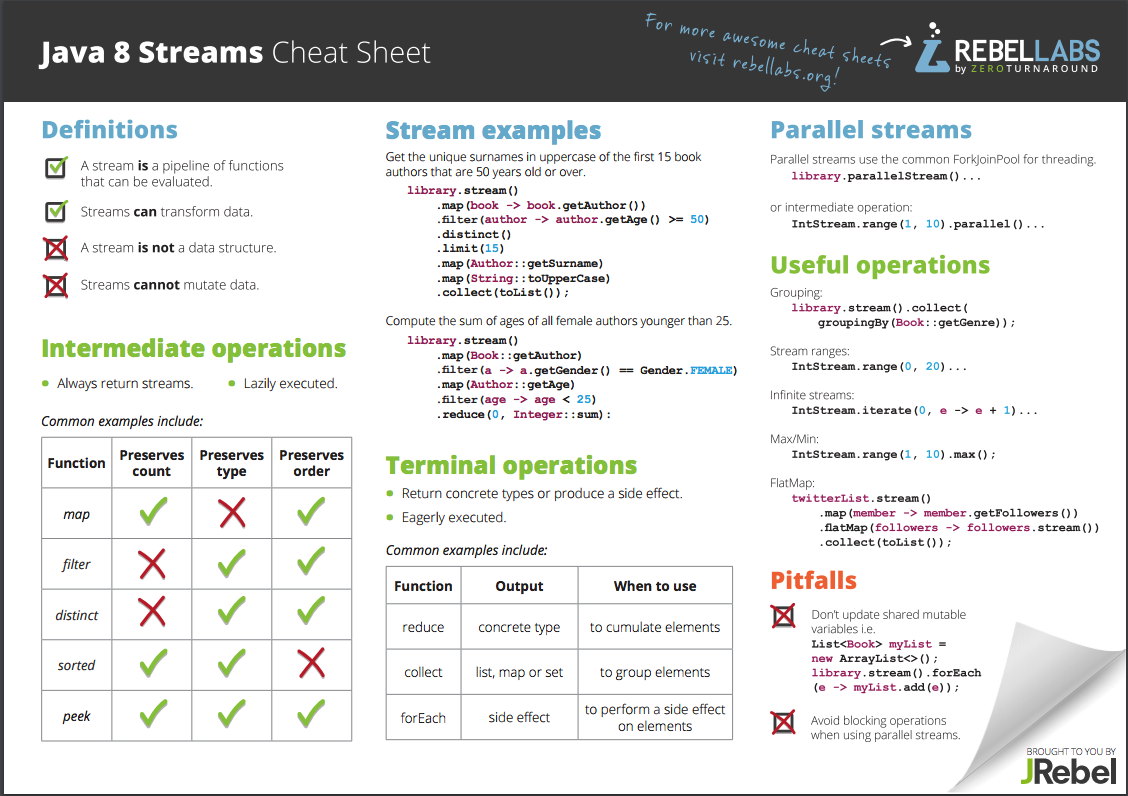 Java 8 Streams Cheat Sheet
For more awesome cheat sheets
visit rebellabs.org!
REBELLABS
by ZEROTURNAROUND
Definitions
A stream is a pipeline of functions
that can be evaluated.
Streams can transform data.
A stream is not a data structure.
Streams cannot mutate data.
Intermediate operations
Always return streams.
Lazily executed.
Common examples include:
Function Preserves count Preserves type Preserves order
map
filter
distinct
sorted
peek
Stream examples
Get the unique surnames in uppercase of the first 15 book
authors that are 50 years old or over.
library.stream()
.map(book -> book.getAuthor())
.filter(author -> author.getAge() >= 50)
.distinct()
.limit(15)
.map(Author::getSurname)
.map(String::toUpperCase)
.collect(toList());
Compute the sum of ages of all female authors younger than 25.
library.stream()
.map(Book::getAuthor)
.filter(a -> a.getGender() == Gender.FEMALE)
.map(Author::getAge)
.filter(age -> age < 25)
.reduce(0, Integer::sum):
Terminal operations
Return concrete types or produce a side effect.
Eagerly executed.
Common examples include:
Function Output When to use
reduce concrete type to cumulate elements
collect list, map or set to group elements
forEach side effect to perform a side effect
on elements
Parallel streams
Parallel streams use the common ForkJoinPool for threading.
library.parallelStream()...
or intermediate operation:
IntStream.range(1, 10).parallel()...
Useful operations
Grouping:
library.stream().collect(
groupingBy(Book::getGenre));
Stream ranges:
IntStream.range(0, 20)...
Infinite streams:
IntStream.iterate(0, e -> e + 1)...
Max/Min:
IntStream.range(1, 10).max();
FlatMap:
twitterList.stream()
.map(member -> member.getFollowers())
.flatMap(followers -> followers.stream())
.collect(toList());
Pitfalls
Don't update shared mutable
variables i.e.
List<Book> myList =
new ArrayList<>();
library.stream().forEach
(e -> myList.add(e));
Avoid blocking operations
when using parallel streams.
BROUGHT TO YOU BY
JRebel